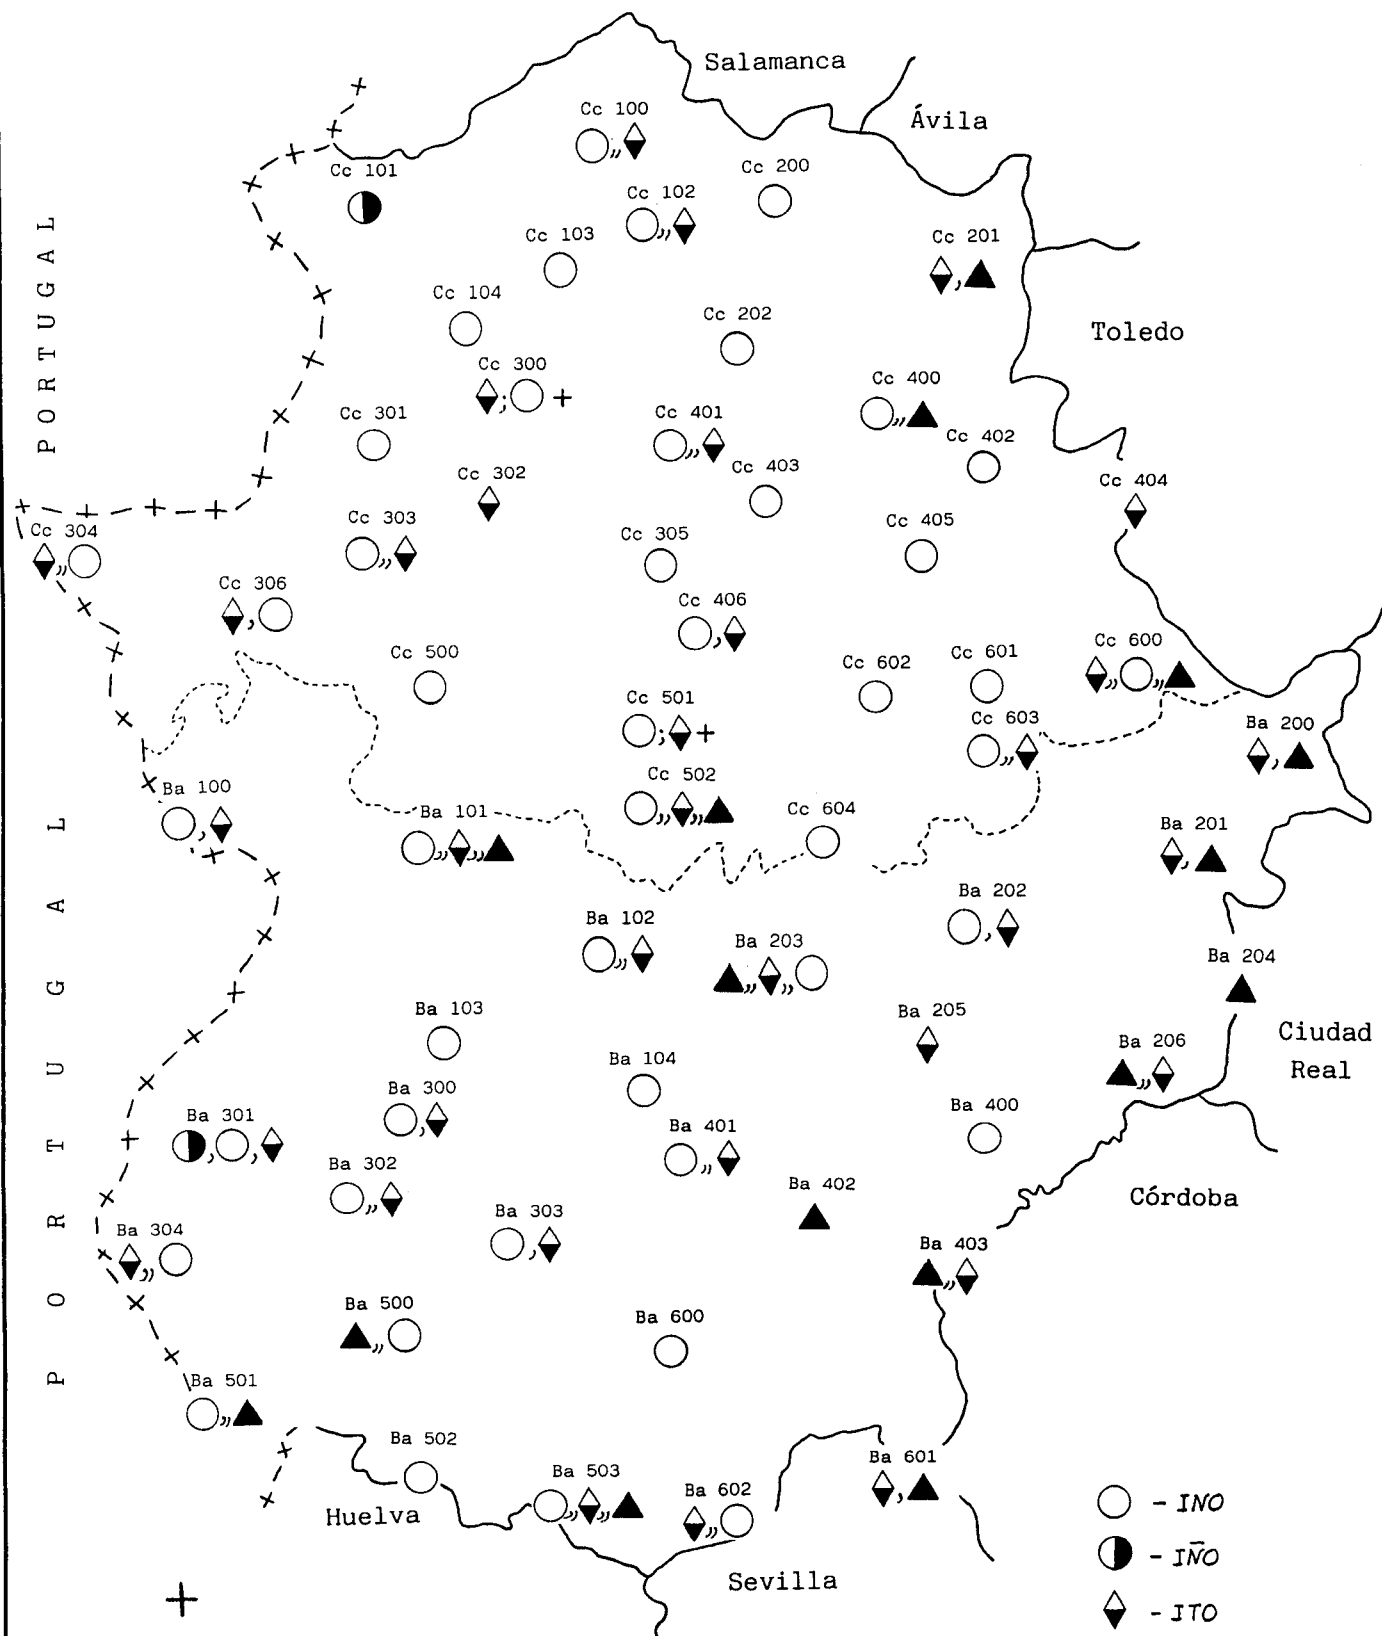 Salamanca
Cc 100
Ávila
Cc 101
Cc 200
Cc 102
Cc 103
Cc 201
PORTUGAL
Cc 104
Cc 202
Toledo
Cc 300
Cc 400
Cc 301
Cc 401
Cc 402
Cc 403
Cc 302
Cc 404
Cc 303
Cc 405
Cc 304
Cc 305
Cc 306
Cc 406
Cc 500
Cc 602
Cc 601
Cc 600
Cc 501
Cc 603
Ba 200
Cc 502
Ba 100
Ba 101
Cc 604
Ba 201
Ba 202
Ba 102
Ba 203
Ba 204
Ba 103
Ba 205
Ciudad
Real
Ba 206
Ba 104
Ba 300
Ba 400
Ba 301
Ba 401
PORTUGAL
Ba 302
Ba 402
Córdoba
Ba 303
Ba 304
Ba 403
Ba 500
Ba 600
Ba 501
Ba 502
Ba 601
Ba 503
Ba 602
Huelva
Sevilla
- INO
- IÑO
- ITO